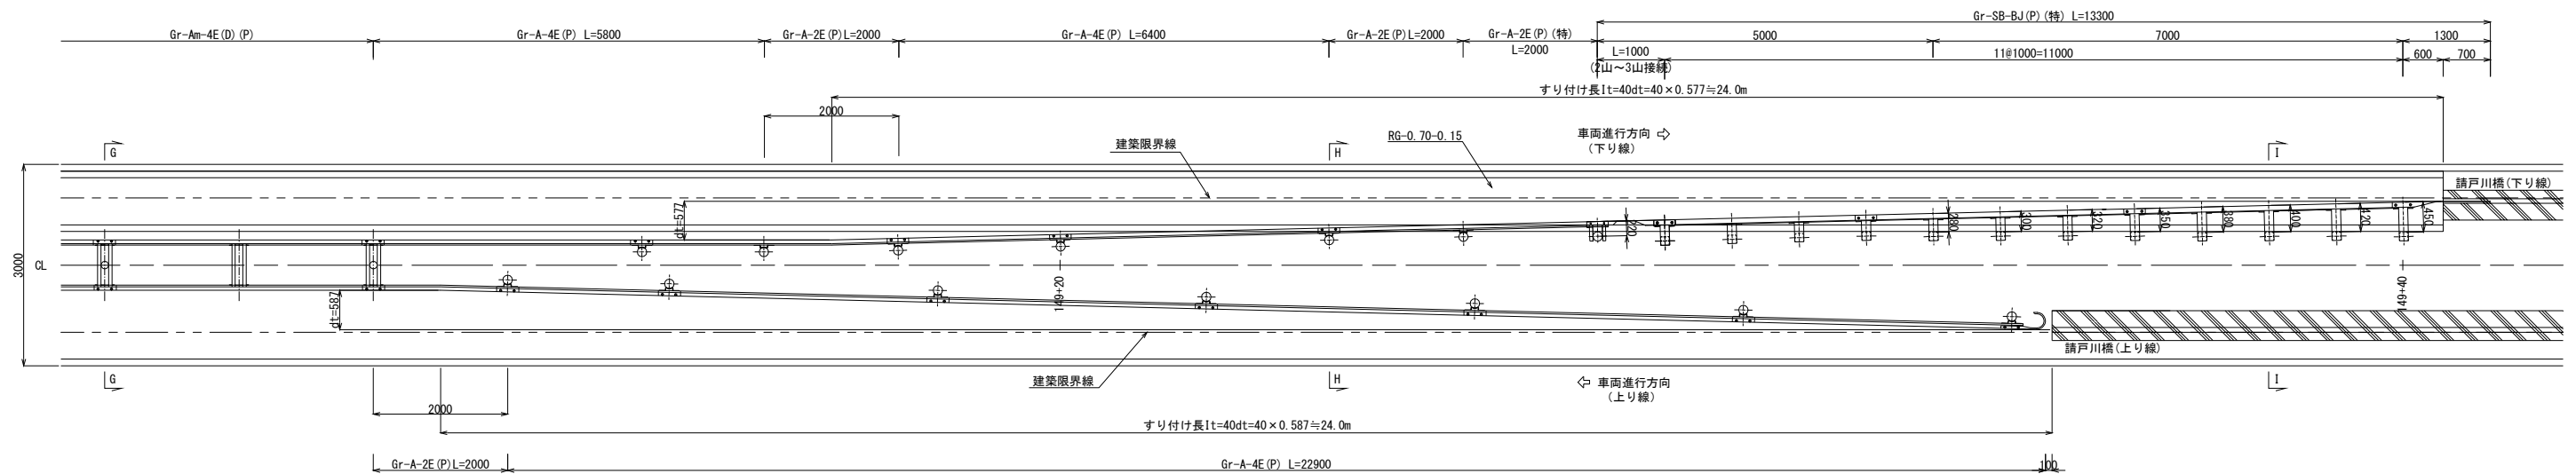 Gr-SB-BJ(P)(特) L=13300
Gr-Am-4E(D)(P)
Gr-A-4E(P) L=5800
Gr-A-2E(P)L=2000
Gr-A-4E(P) L=6400
Gr-A-2E(P)L=2000
Gr-A-2E(P)(特)
L=2000
5000
7000
1300
L=1000
(2山～3山接続)
11@1000=11000
600
700
すり付け長It=40dt=40×0.577≒24.0m
2000
建築限界線
RG-0.70-0.15
車両進行方向
(下り線)
G
H
I
請戸川橋(下り線)
dt=577
220
280
300
320
350
380
400
420
450
3000
CL
149+20
149+40
dt=587
請戸川橋(上り線)
G
H
I
建築限界線
車両進行方向
(上り線)
2000
すり付け長It=40dt=40×0.587≒24.0m
Gr-A-2E(P)L=2000
Gr-A-4E(P) L=22900
100